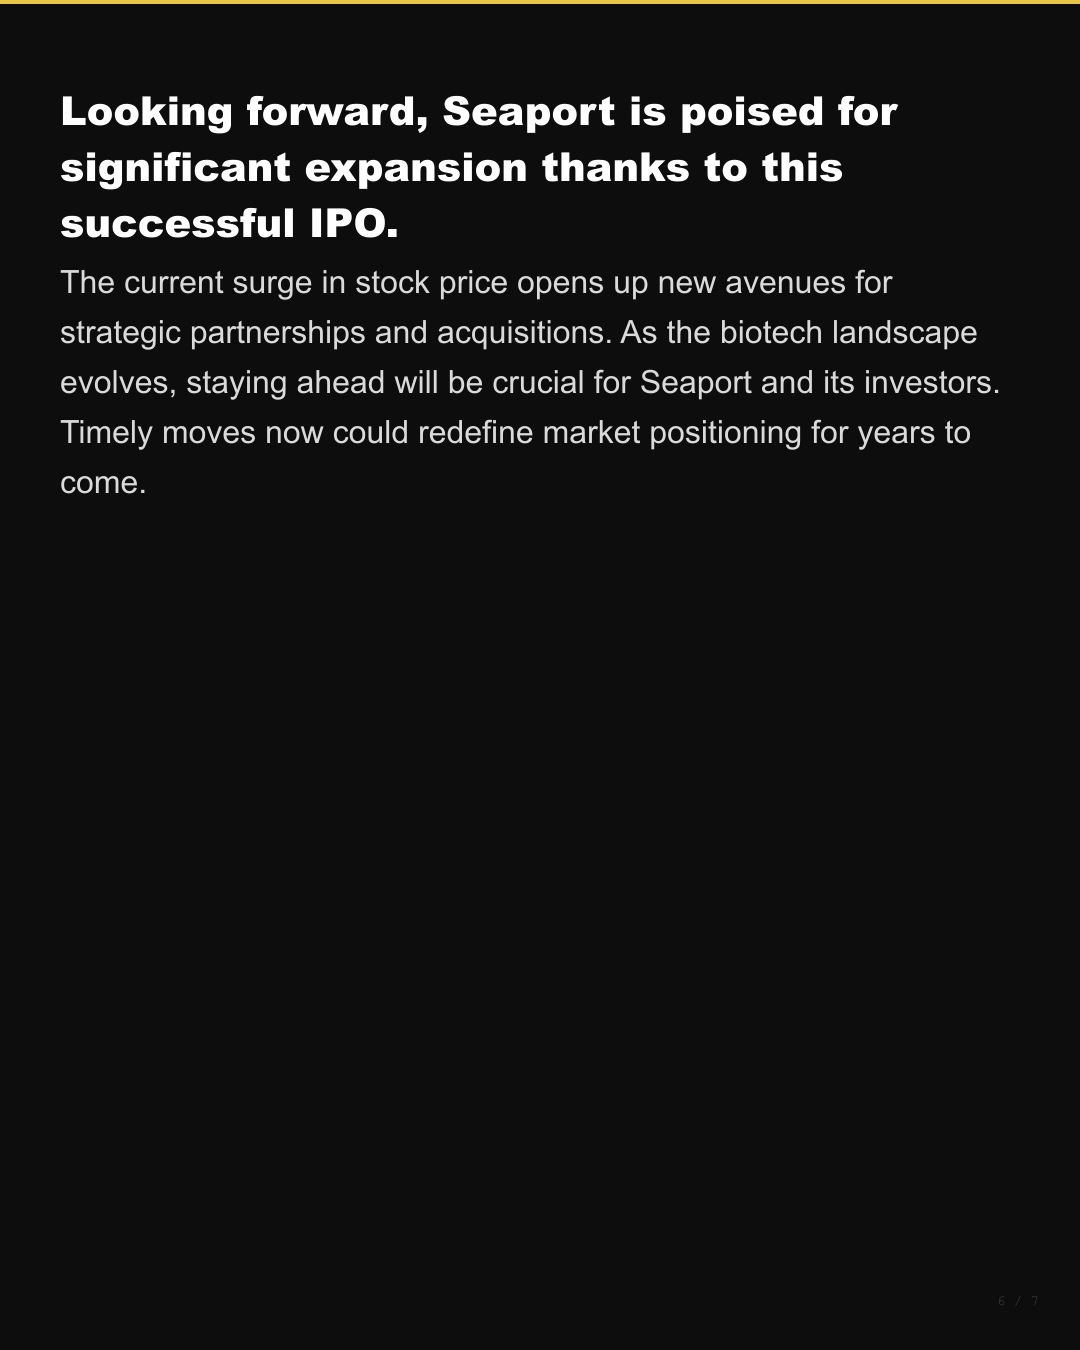 Looking forward, Seaport is poised for
significant expansion thanks to this
successful IPO.
The current surge in stock price opens up new avenues for
strategic partnerships and acquisitions. As the biotech landscape
evolves, staying ahead will be crucial for Seaport and its investors.
Timely moves now could redefine market positioning for years to
come.
6 / 7